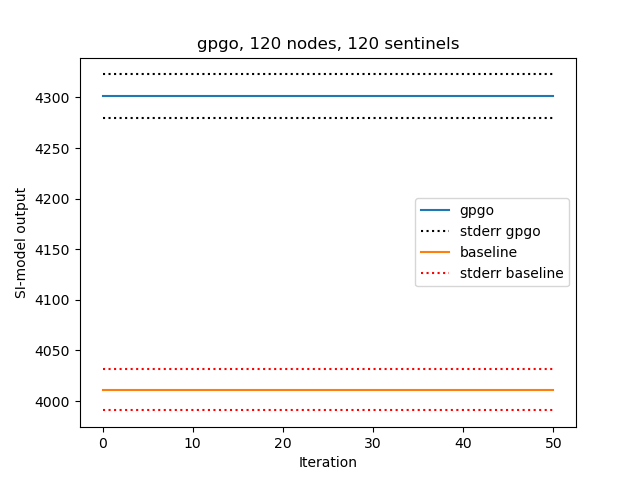 gpgo, 120 nodes, 120 sentinels
SI-model output
4300
4250
4200
4150
4100
4050
4000
gpgo
stderr gpgo
baseline
stderr baseline
0 10 20 30 40 50
Iteration